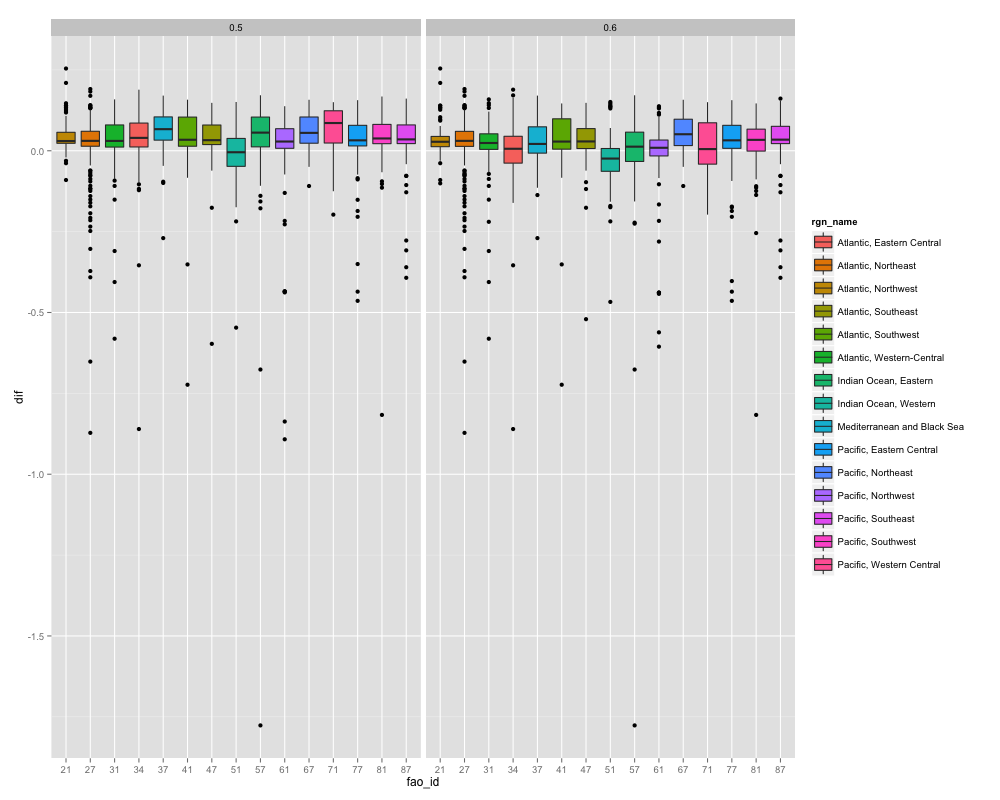 0.5 0.6
0.0
-0.5
-1.0
-1.5
dif
21 27 31 34 37 41 47 51 57 61 67 71 77 81 87 21 27 31 34 37 41 47 51 57 61 67 71 77 81 87
fao_id
rgn_name
Atlantic, Eastern Central
Atlantic, Northeast
Atlantic, Northwest
Atlantic, Southeast
Atlantic, Southwest
Atlantic, Western-Central
Indian Ocean, Eastern
Indian Ocean, Western
Mediterranean and Black Sea
Pacific, Eastern Central
Pacific, Northeast
Pacific, Northwest
Pacific, Southeast
Pacific, Southwest
Pacific, Western Central